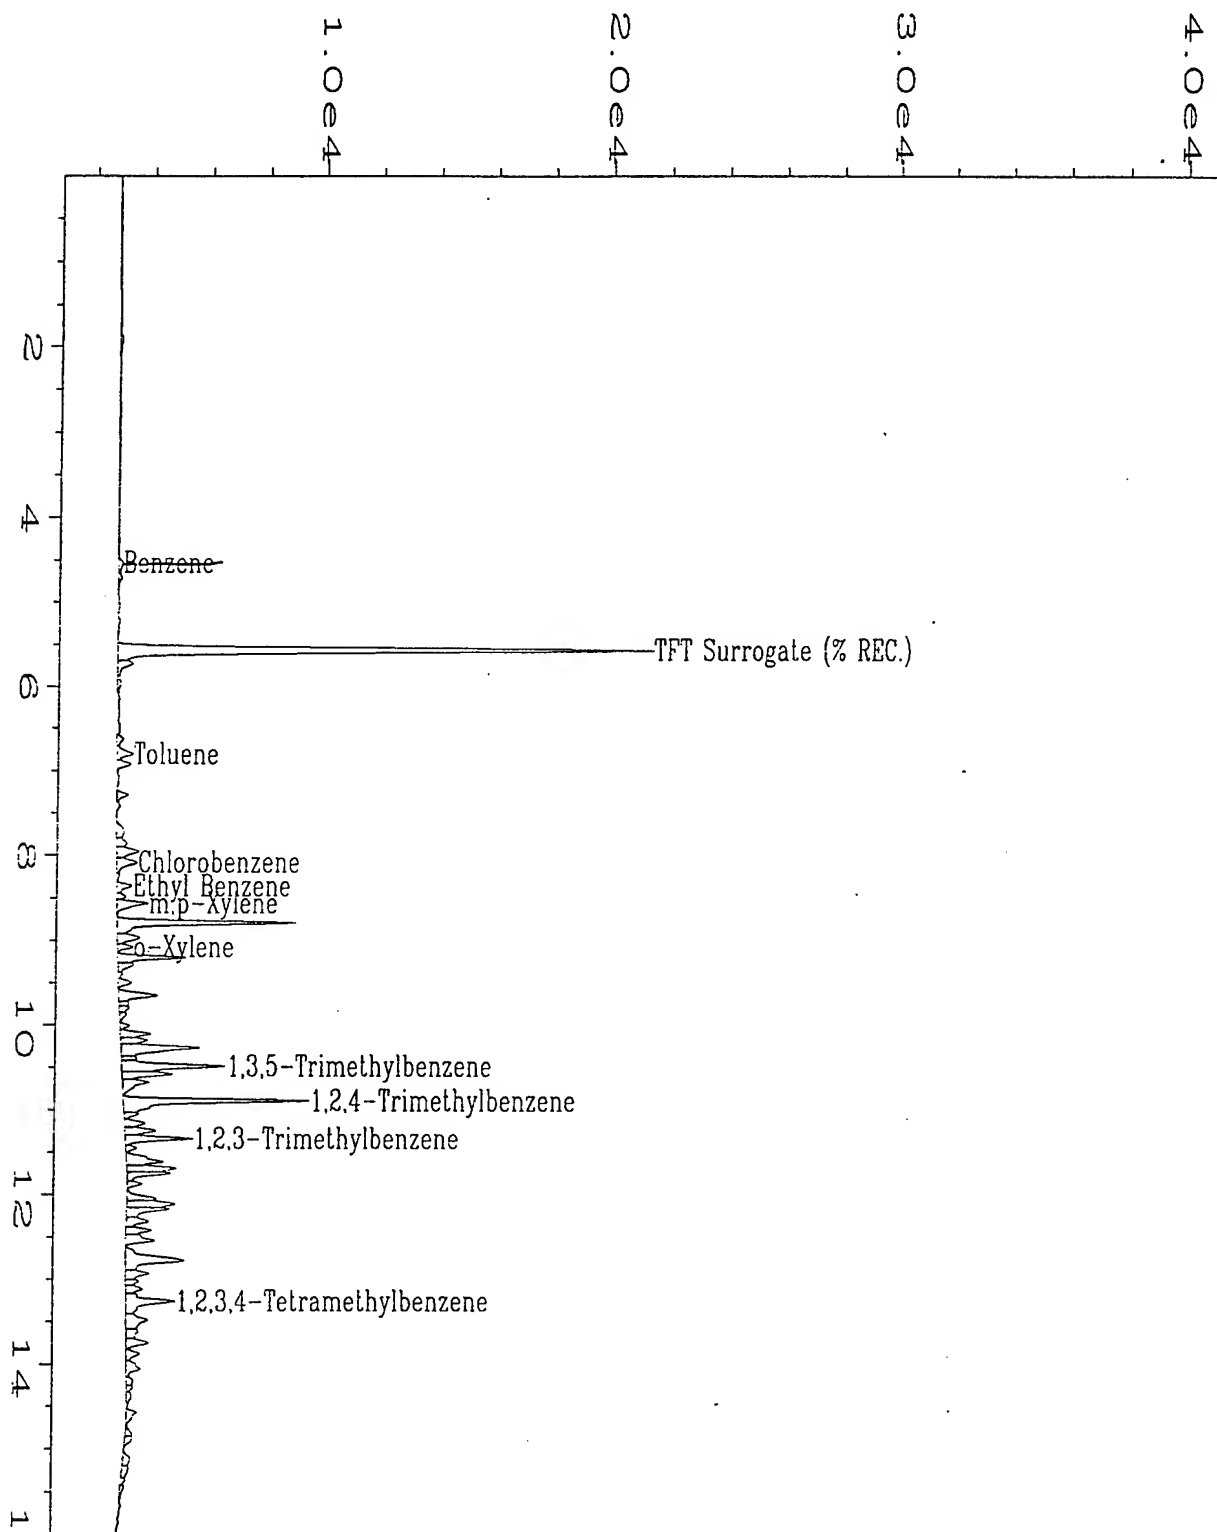 1.0e4
2.0e4
3.0e4
4.0e4
2
4
Benzene
TFT Surrogate (% REC.)
6
Toluene
8
Chlorobenzene
Ethyl Benzene
m,p-Xylene
o-Xylene
10
1,3,5-Trimethylbenzene
1,2,4-Trimethylbenzene
1,2,3-Trimethylbenzene
12
1,2,3,4-Tetramethylbenzene
14
1